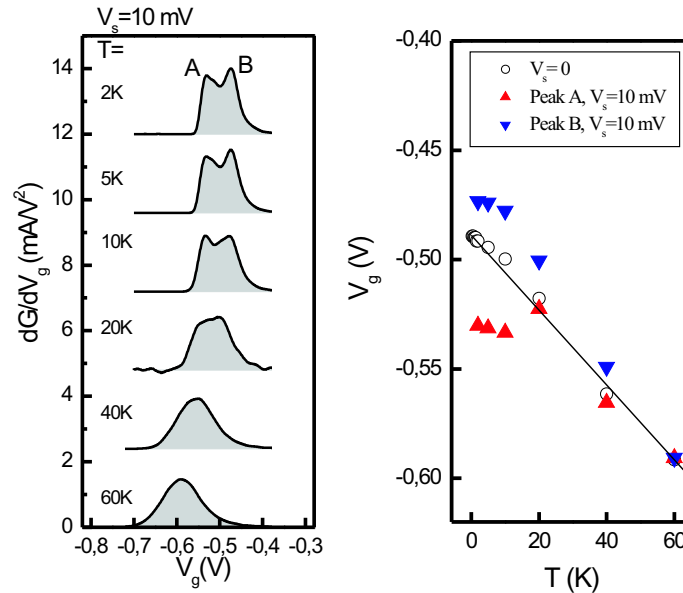 V_s=10 mV
T=
A B
2K
5K
10K
20K
40K
60K
14
12
10
8
6
4
2
0
dG/dV_g (mA/V²)
-0,8 -0,7 -0,6 -0,5 -0,4 -0,3
V_g(V)
-0,40
-0,45
-0,50
-0,55
-0,60
V_g (V)
V_s= 0
Peak A, V_s=10 mV
Peak B, V_s=10 mV
0 20 40 60
T (K)